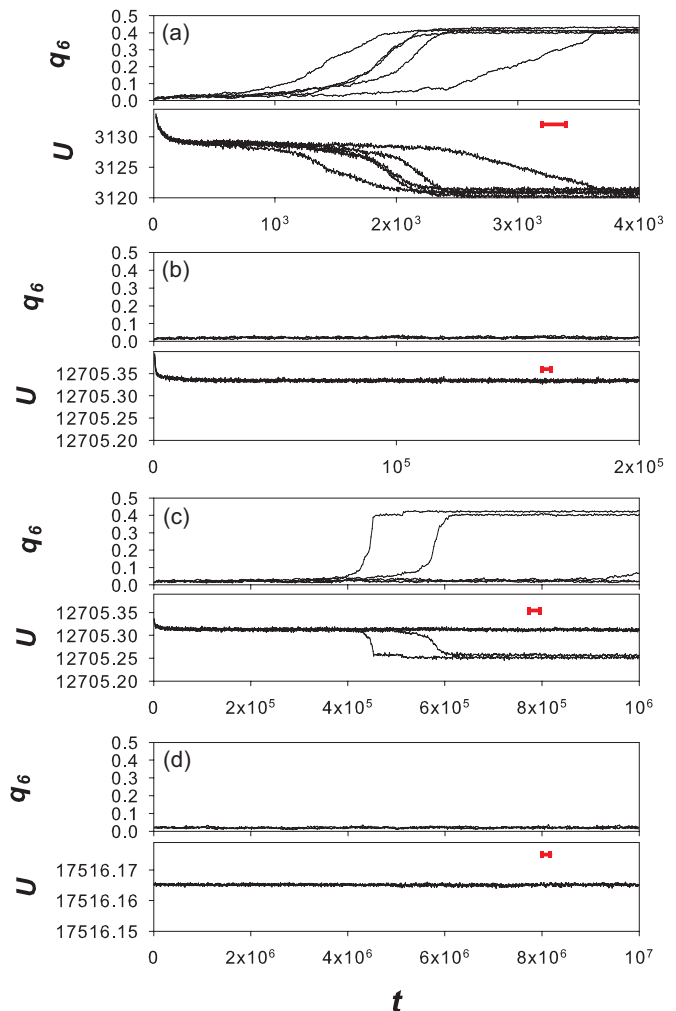 (a)
q6
0.5
0.4
0.3
0.2
0.1
0.0
U
3130
3125
3120
0 10³ 2x10³ 3x10³ 4x10³
(b)
q6
0.5
0.4
0.3
0.2
0.1
0
U
12705.35
12705.30
12705.20
0 10⁵ 2x10⁵
(c)
q6
0.5
0.4
0.3
0.2
0.1
0.0
U
12705.35
12705.30
12705.25
12705.20
0 2x10⁵ 4x10⁵ 6x10⁵ 8x10⁵ 10⁶
(d)
q6
0.5
0.4
0.3
0.2
0.1
0.0
U
17516.17
17516.16
17516.15
0 2x10⁶ 4x10⁶ 6x10⁶ 8x10⁶ 10⁷
t